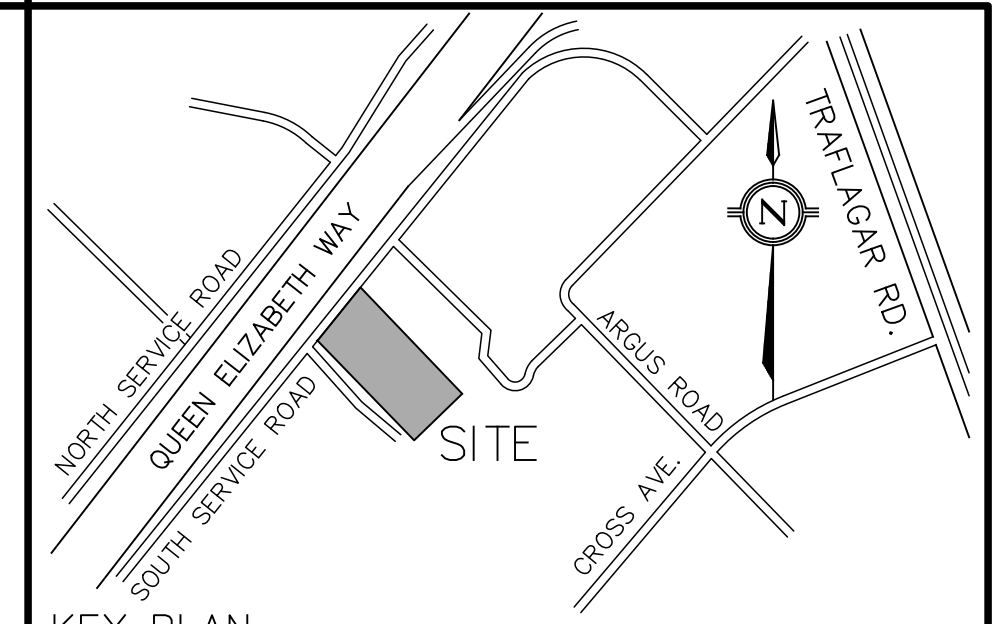 TRAFLAGAR RD.
N
NORTH SERVICE ROAD
QUEEN ELIZABETH WAY
SOUTH SERVICE ROAD
ARGUS ROAD
SITE
CROSS AVE.
KEY PLAN